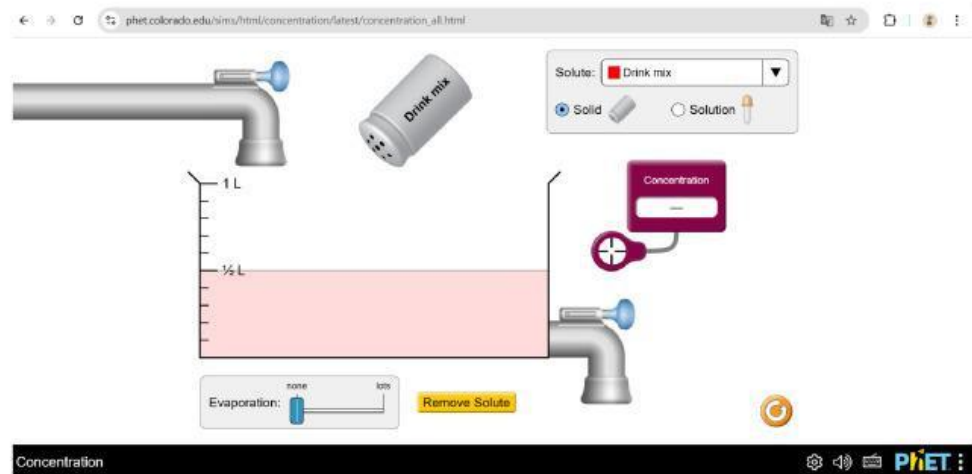 phet.colorado.edu/sims/html/concentration/latest/concentration_all.html
Drink mix
Solute: Drink mix
Solid
Solution
Concentration
—
1 L
½ L
none
lots
Evaporation:
Remove Solute
Concentration
PhET